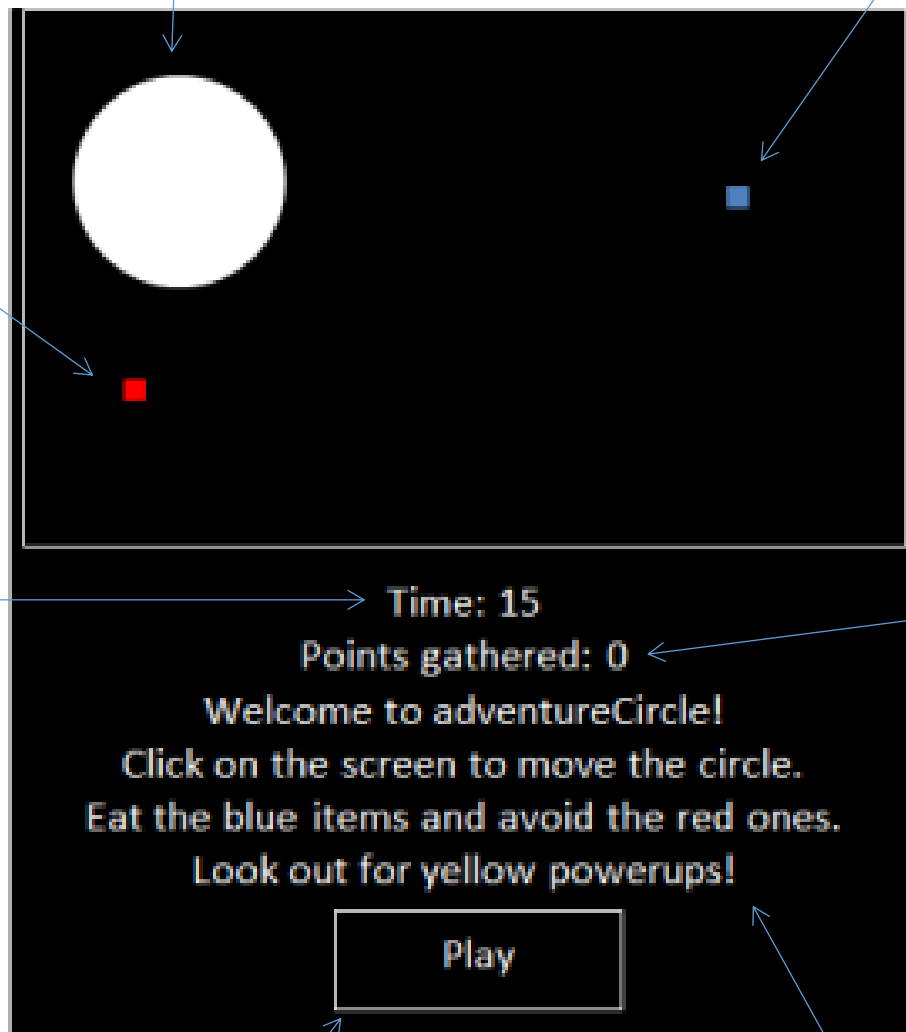 Time: 15
Points gathered: 0
Welcome to adventureCircle!
Click on the screen to move the circle.
Eat the blue items and avoid the red ones.
Look out for yellow powerups!
Play